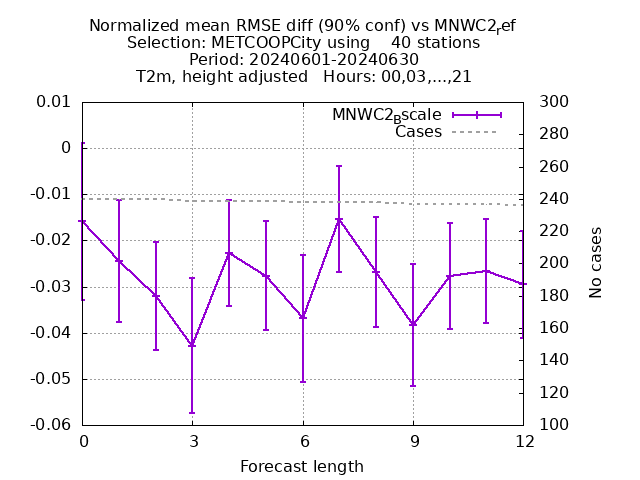 Normalized mean RMSE diff (90% conf) vs MNWC2ref
Selection: METCOOPCity using 40 stations
Period: 20240601-20240630
T2m, height adjusted Hours: 00,03,...,21
MNWC2Bscale
Cases
0.01
0
-0.01
-0.02
-0.03
-0.04
-0.05
-0.06
300
280
260
240
220
200
180
160
140
120
100
No cases
0 3 6 9 12
Forecast length